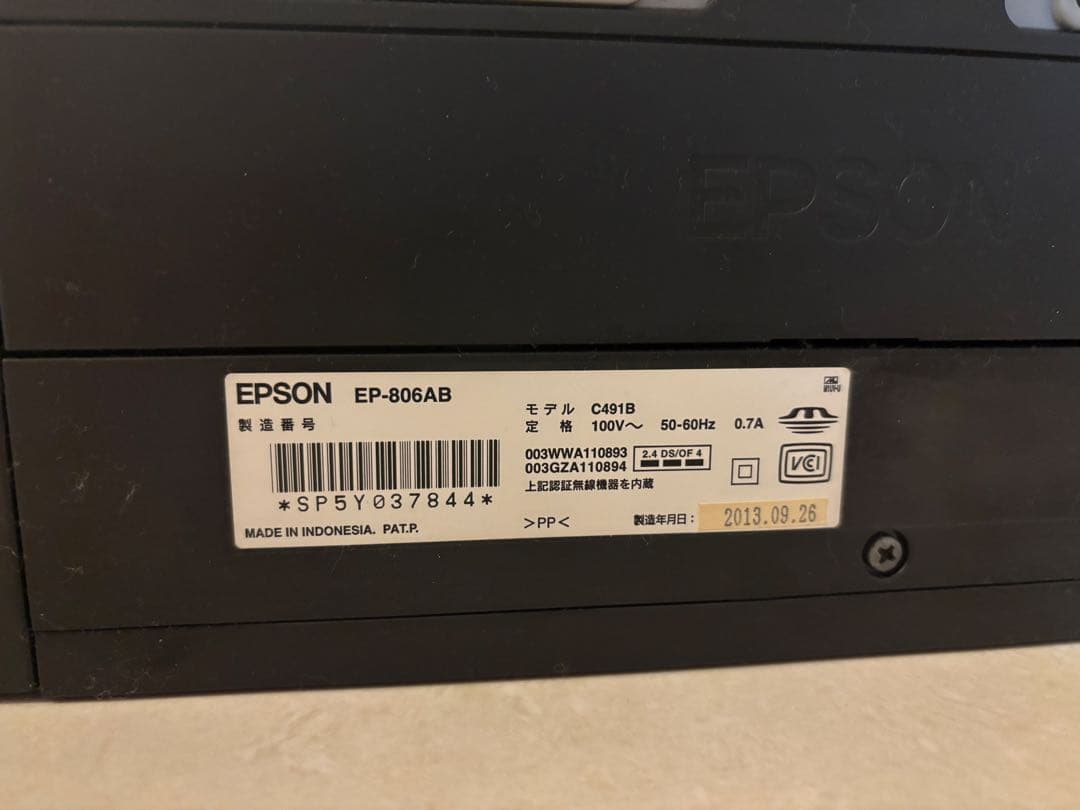 EPSON
EPSON EP-806AB
製造番号
*SP5Y037844*
MADE IN INDONESIA. PAT.P.
モデル C491B
定格 100V～ 50-60Hz 0.7A
003WWA110893
003GZA110894
2.4 DS/OF 4
上記認証無線機器を内蔵
>PP<
製造年月日: 2013.09.26
VCI